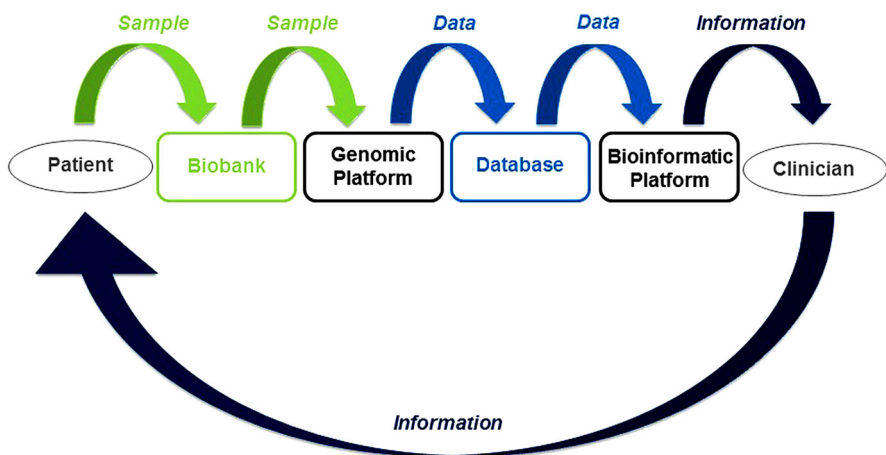 Sample
Sample
Data
Data
Information
Patient
Biobank
Genomic
Platform
Database
Bioinformatic
Platform
Clinician
Information